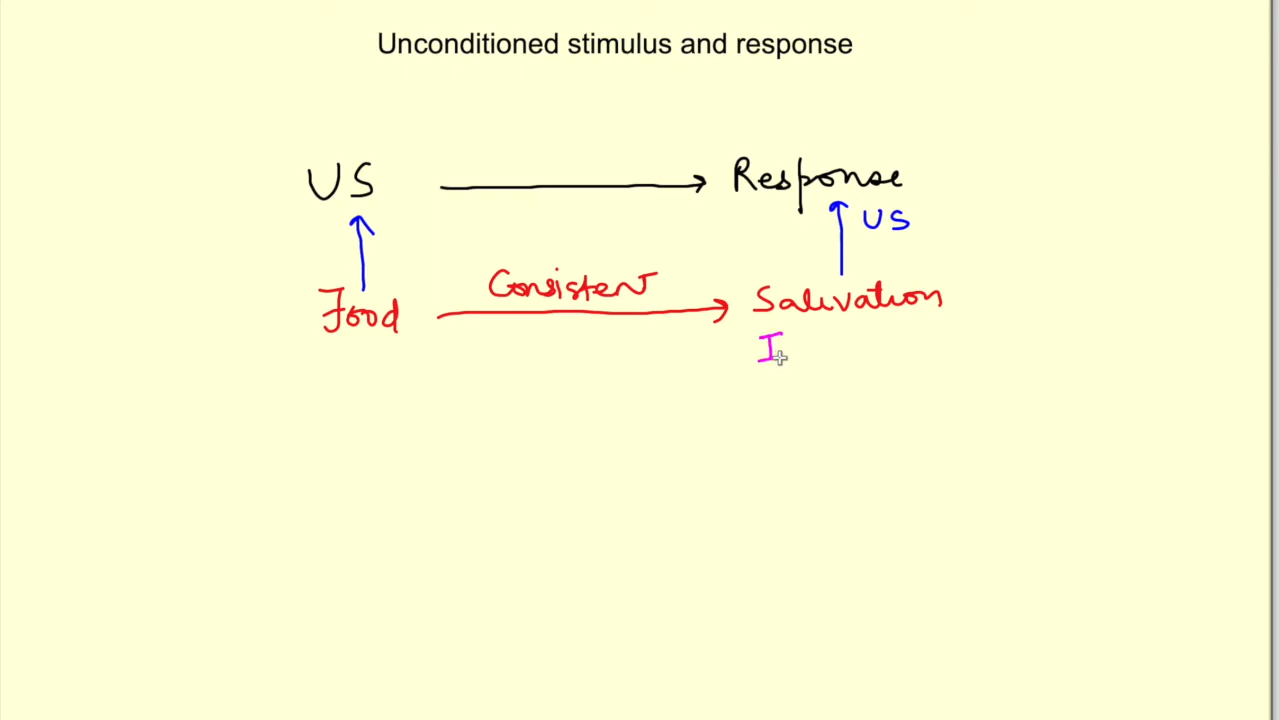 Unconditioned stimulus and response
US → Response
US
Food Consistent → Salivation
I